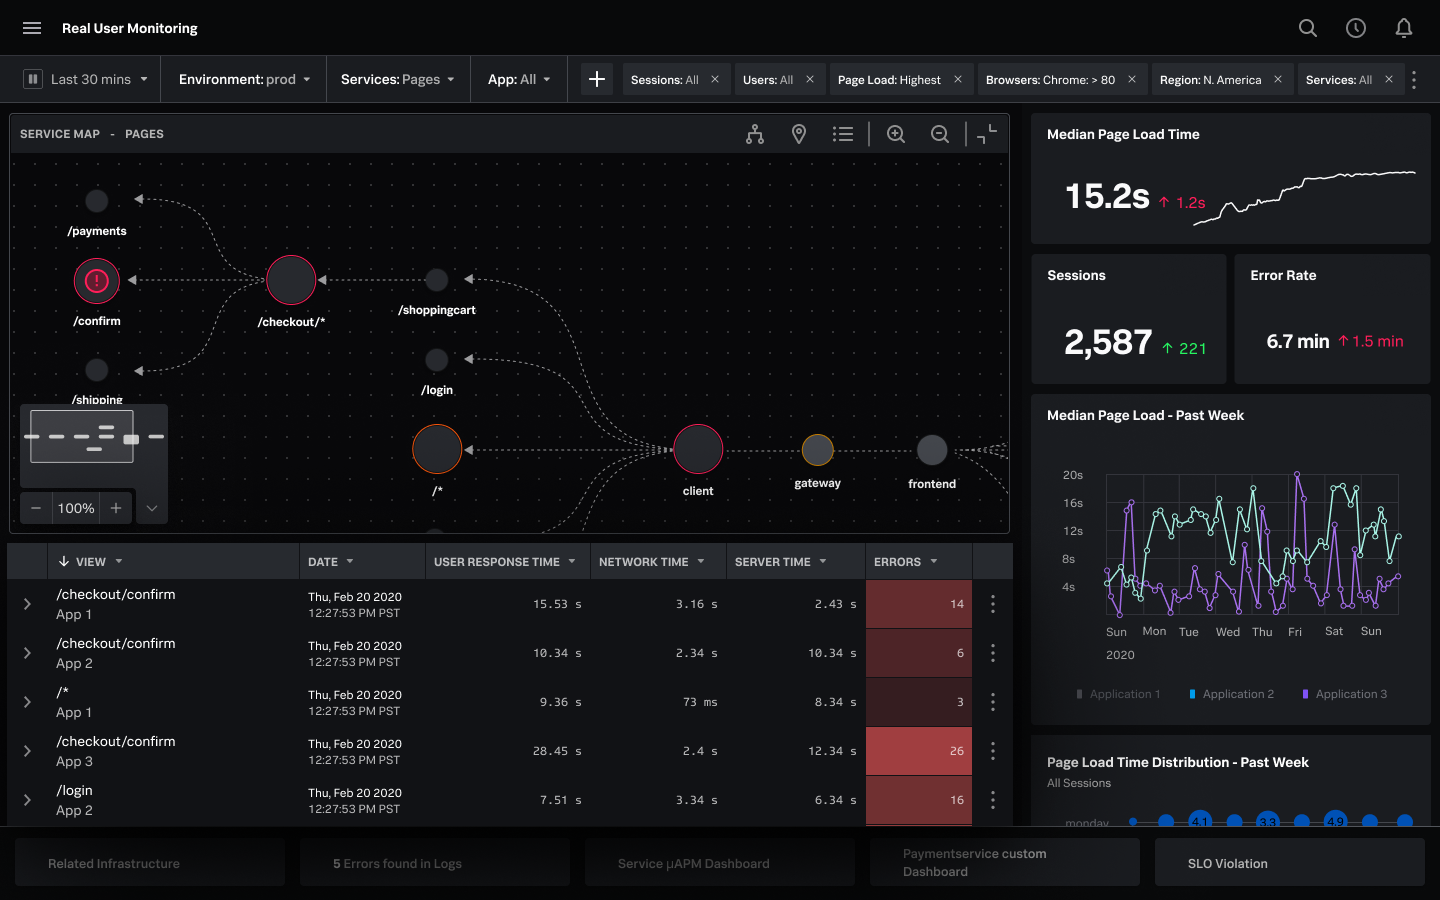 Real User Monitoring
Last 30 mins
Environment: prod
Services: Pages
App: All
Sessions: All
Users: All
Page Load: Highest
Browsers: Chrome: > 80
Region: N. America
Services: All
SERVICE MAP - PAGES
/payments
/confirm
/shipping
/checkout/*
/shoppingcart
/login
/*
client
gateway
frontend
100%
Median Page Load Time
15.2s ↑ 1.2s
Sessions
2,587 ↑ 221
Error Rate
6.7 min ↑ 1.5 min
Median Page Load - Past Week
20s
16s
12s
8s
4s
Sun Mon Tue Wed Thu Fri Sat Sun
2020
Application 1 Application 2 Application 3
Page Load Time Distribution - Past Week
All Sessions
monday 4.1 3.3 4.9
VIEW DATE USER RESPONSE TIME NETWORK TIME SERVER TIME ERRORS
/checkout/confirm
App 1
Thu, Feb 20 2020
12:27:53 PM PST
15.53 s 3.16 s 2.43 s 14
/checkout/confirm
App 2
Thu, Feb 20 2020
12:27:53 PM PST
10.34 s 2.34 s 10.34 s 6
/*
App 1
Thu, Feb 20 2020
12:27:53 PM PST
9.36 s 73 ms 8.34 s 3
/checkout/confirm
App 3
Thu, Feb 20 2020
12:27:53 PM PST
28.45 s 2.4 s 12.34 s 26
/login
App 2
Thu, Feb 20 2020
12:27:53 PM PST
7.51 s 3.34 s 6.34 s 16
Related Infrastructure
5 Errors found in Logs
Service μAPM Dashboard
Paymentservice custom
Dashboard
SLO Violation